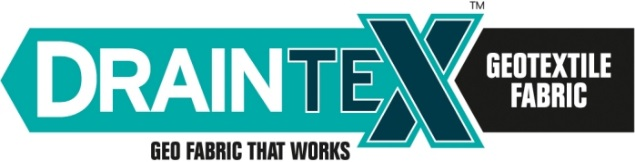 DRAINTEX™
GEOTEXTILE
FABRIC
GEO FABRIC THAT WORKS